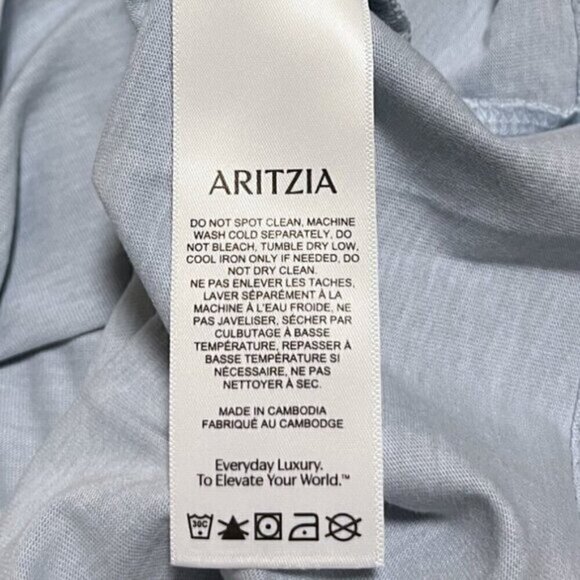 ARITZIA
DO NOT SPOT CLEAN, MACHINE
WASH COLD SEPARATELY, DO
NOT BLEACH, TUMBLE DRY LOW,
COOL IRON ONLY IF NEEDED, DO
NOT DRY CLEAN.
NE PAS ENLEVER LES TACHES,
LAVER SÉPARÉMENT À LA
MACHINE À L'EAU FROIDE, NE
PAS JAVELISER, SÉCHER PAR
CULBUTAGE À BASSE
TEMPÉRATURE, REPASSER À
BASSE TEMPÉRATURE SI
NÉCESSAIRE, NE PAS
NETTOYER À SEC.
MADE IN CAMBODIA
FABRIQUÉ AU CAMBODGE
Everyday Luxury.
To Elevate Your World.™
30C